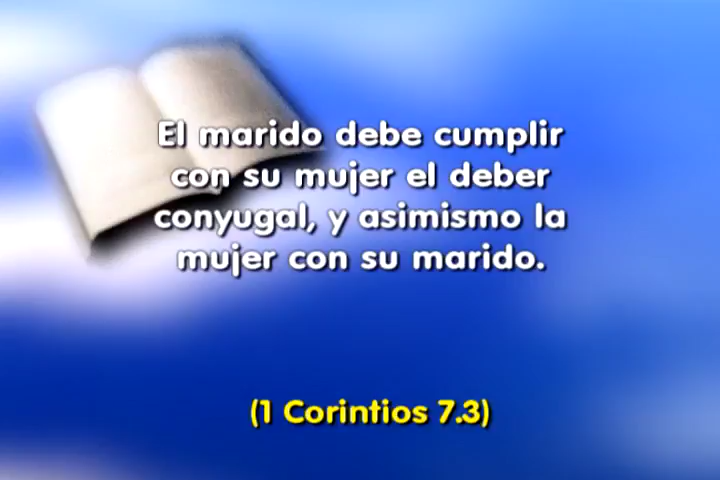 El marido debe cumplir
con su mujer el deber
conyugal, y asimismo la
mujer con su marido.
(1 Corintios 7.3)